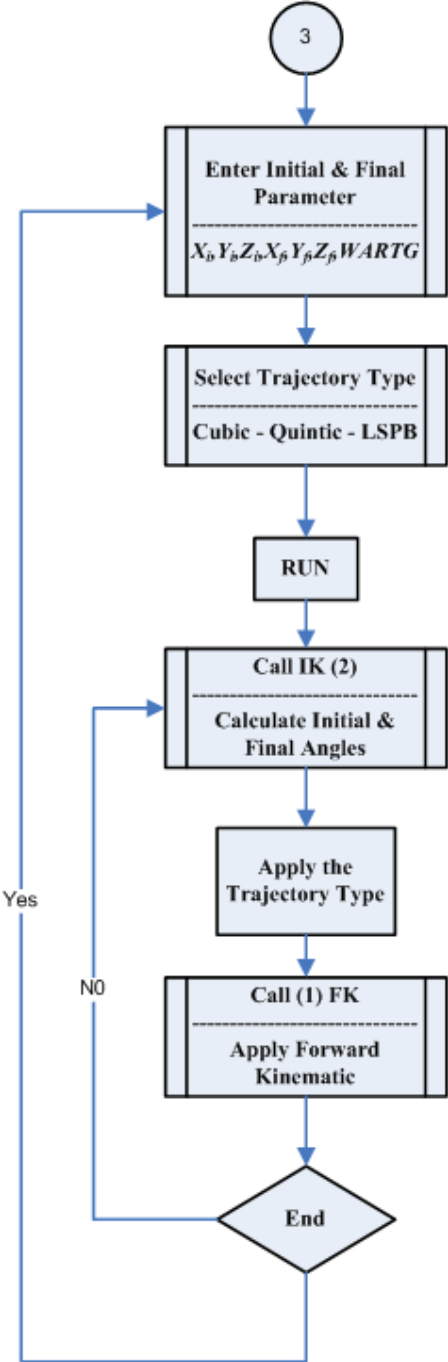 3
Enter Initial & Final
Parameter
------------------------------
Xi,Yi,Zi,Xf,Yf,Zf,WARTG
Select Trajectory Type
------------------------------
Cubic - Quintic - LSPB
RUN
Call IK (2)
------------------------------
Calculate Initial &
Final Angles
Apply the
Trajectory Type
Yes
N0
Call (1) FK
------------------------------
Apply Forward
Kinematic
End